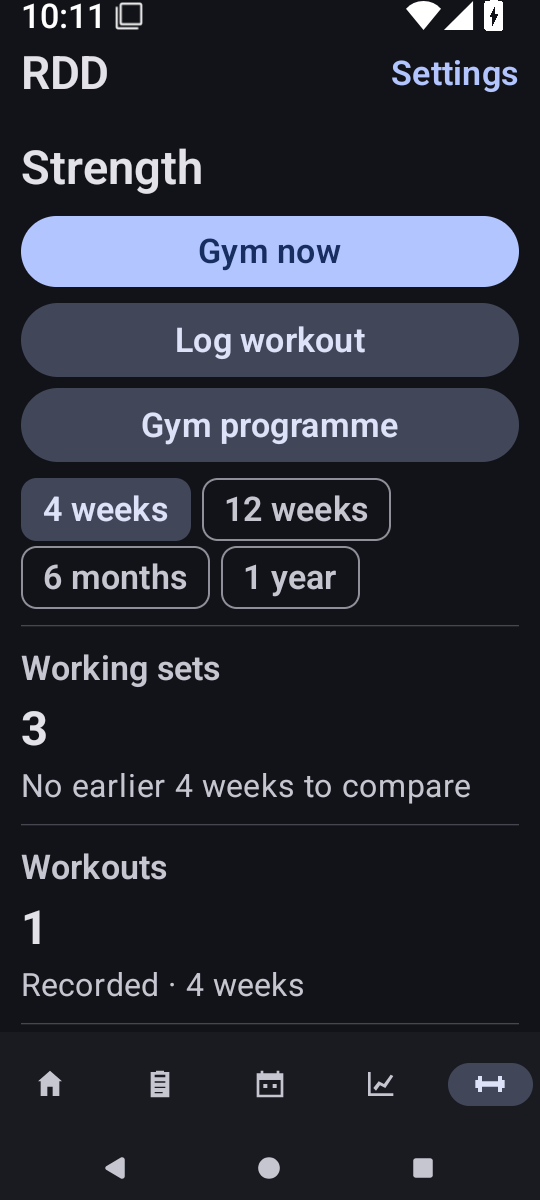 10:11
RDD
Settings
Strength
Gym now
Log workout
Gym programme
4 weeks
12 weeks
6 months
1 year
Working sets
3
No earlier 4 weeks to compare
Workouts
1
Recorded · 4 weeks